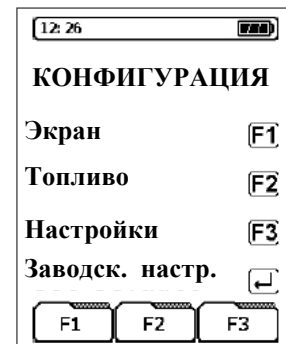 12:26
КОНФИГУРАЦИЯ
Экран F1
Топливо F2
Настройки F3
Заводск. настр. ↵
F1 F2 F3